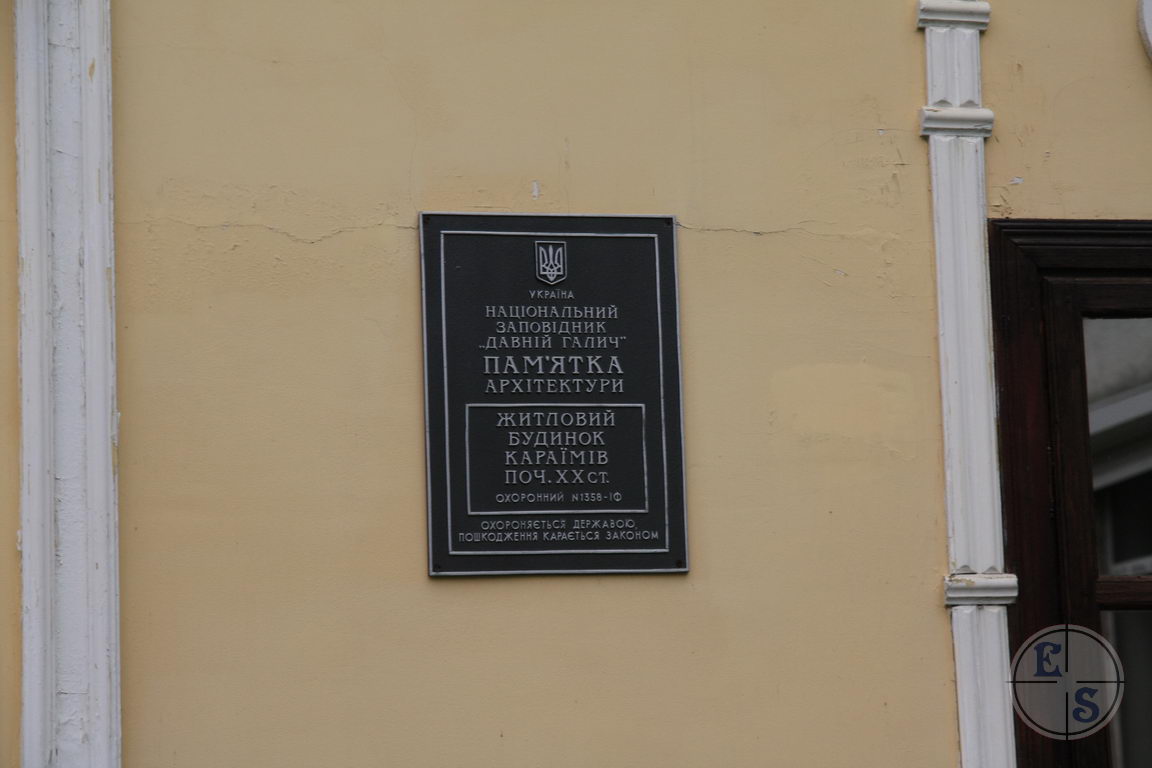 УКРАЇНА
НАЦІОНАЛЬНИЙ
ЗАПОВІДНИК
„ДАВНІЙ ГАЛИЧ"
ПАМ'ЯТКА
АРХІТЕКТУРИ
ЖИТЛОВИЙ
БУДИНОК
КАРАЇМІВ
ПОЧ. XX СТ.
ОХОРОННИЙ N1358-ІФ
ОХОРОНЯЄТЬСЯ ДЕРЖАВОЮ,
ПОШКОДЖЕННЯ КАРАЄТЬСЯ ЗАКОНОМ
E
S